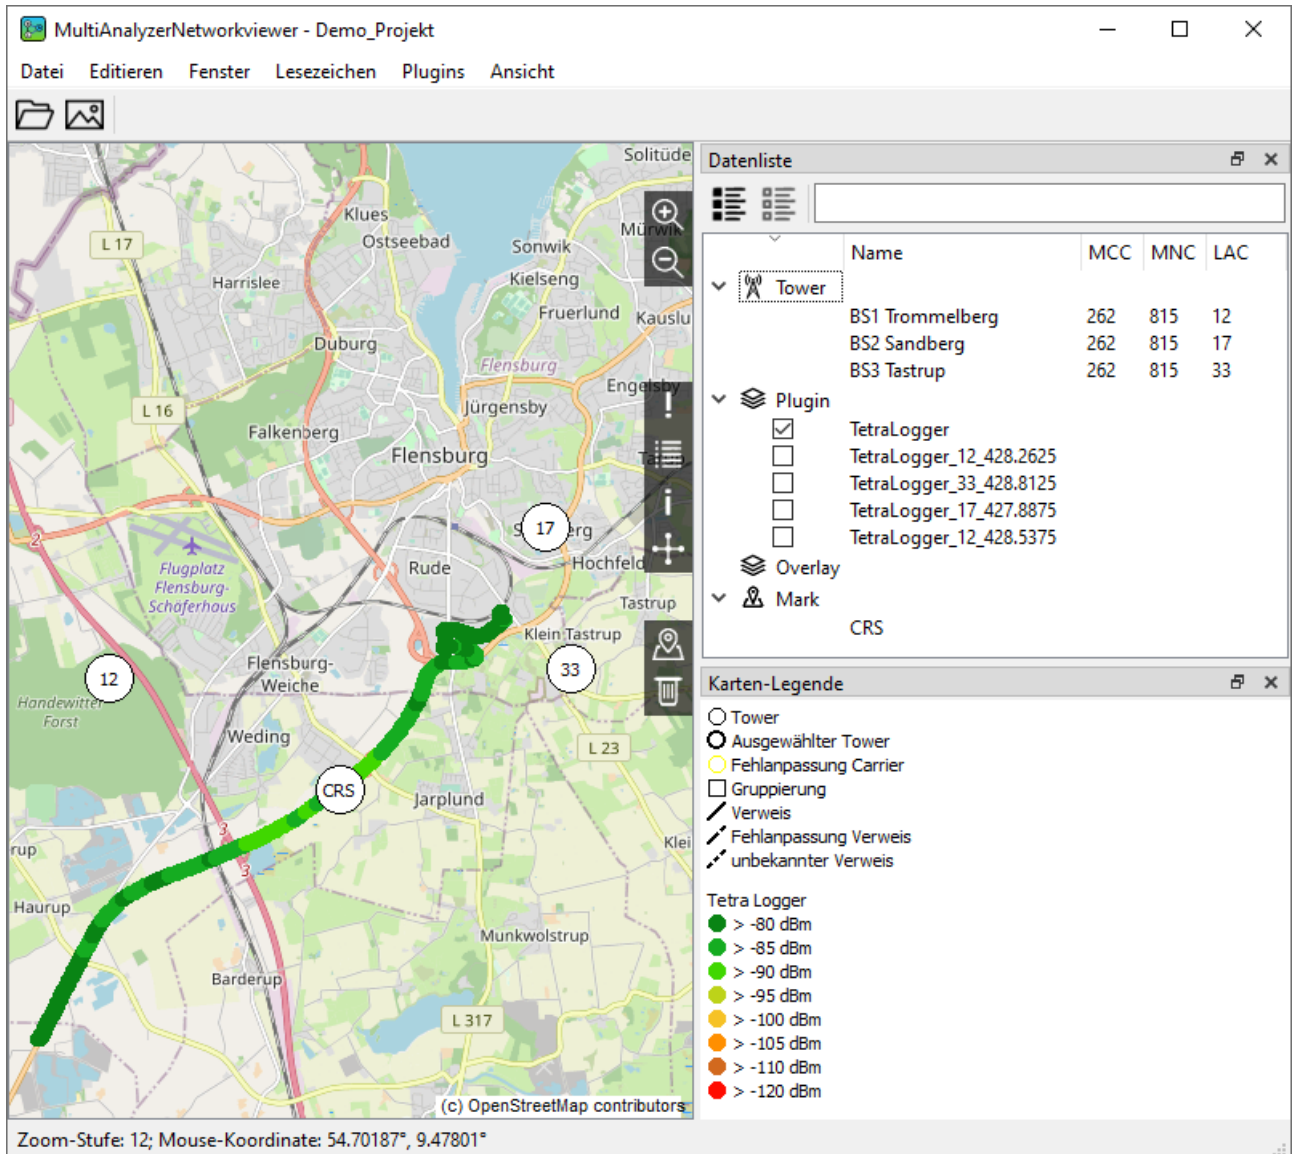 MultiAnalyzerNetworkviewer - Demo_Projekt
Datei Editieren Fenster Lesezeichen Plugins Ansicht
Solitüde
Klues
Ostseebad
Mürwik
L 17
Sonwik
Harrislee
Kielseng
Fruerlund
Kauslu
Duburg
Flensburg
Engelsby
L 16
Jürgensby
Falkenberg
Flensburg
2
17
Flugplatz
Flensburg-
Schäferhaus
Rude
Hochfeld
Tastrup
Klein Tastrup
33
12
Flensburg-
Weiche
Handewitter
Forst
Weding
L 23
CRS
Jarplund
3
3
rup
Klei
Haurup
Munkwolstrup
Barderup
L 317
(c) OpenStreetMap contributors
Datenliste
Name MCC MNC LAC
Tower
BS1 Trommelberg 262 815 12
BS2 Sandberg 262 815 17
BS3 Tastrup 262 815 33
Plugin
TetraLogger
TetraLogger_12_428.2625
TetraLogger_33_428.8125
TetraLogger_17_427.8875
TetraLogger_12_428.5375
Overlay
Mark
CRS
Karten-Legende
Tower
Ausgewählter Tower
Fehlanpassung Carrier
Gruppierung
Verweis
Fehlanpassung Verweis
unbekannter Verweis
Tetra Logger
> -80 dBm
> -85 dBm
> -90 dBm
> -95 dBm
> -100 dBm
> -105 dBm
> -110 dBm
> -120 dBm
Zoom-Stufe: 12; Mouse-Koordinate: 54.70187°, 9.47801°